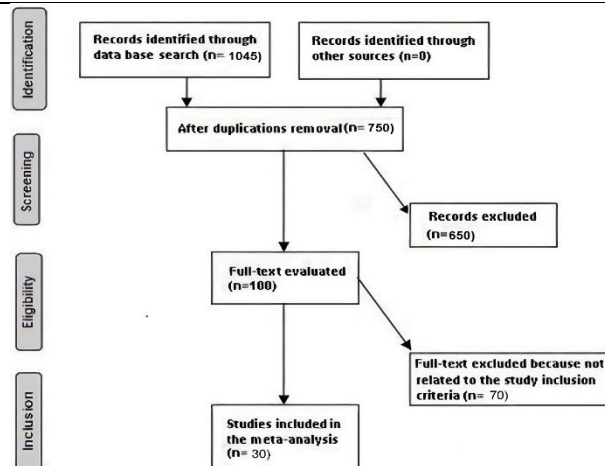 Identification
Records identified through
data base search (n= 1045)
Records identified through
other sources (n=0)
After duplications removal (n= 750)
Screening
Records excluded
(n=650)
Full-text evaluated
(n=100)
Eligibility
Full-text excluded because not
related to the study inclusion
criteria (n= 70)
Inclusion
Studies included in
the meta-analysis
(n= 30)